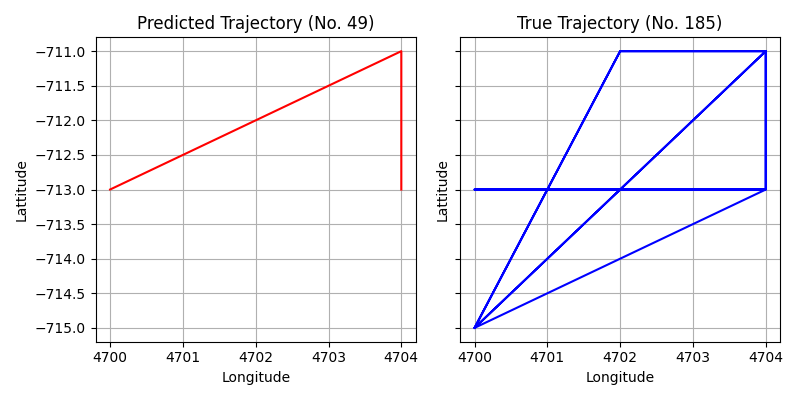 Predicted Trajectory (No. 49)
−711.0
−711.5
−712.0
−712.5
−713.0
−713.5
−714.0
−714.5
−715.0
Lattitude
4700 4701 4702 4703 4704
Longitude
True Trajectory (No. 185)
Lattitude
4700 4701 4702 4703 4704
Longitude